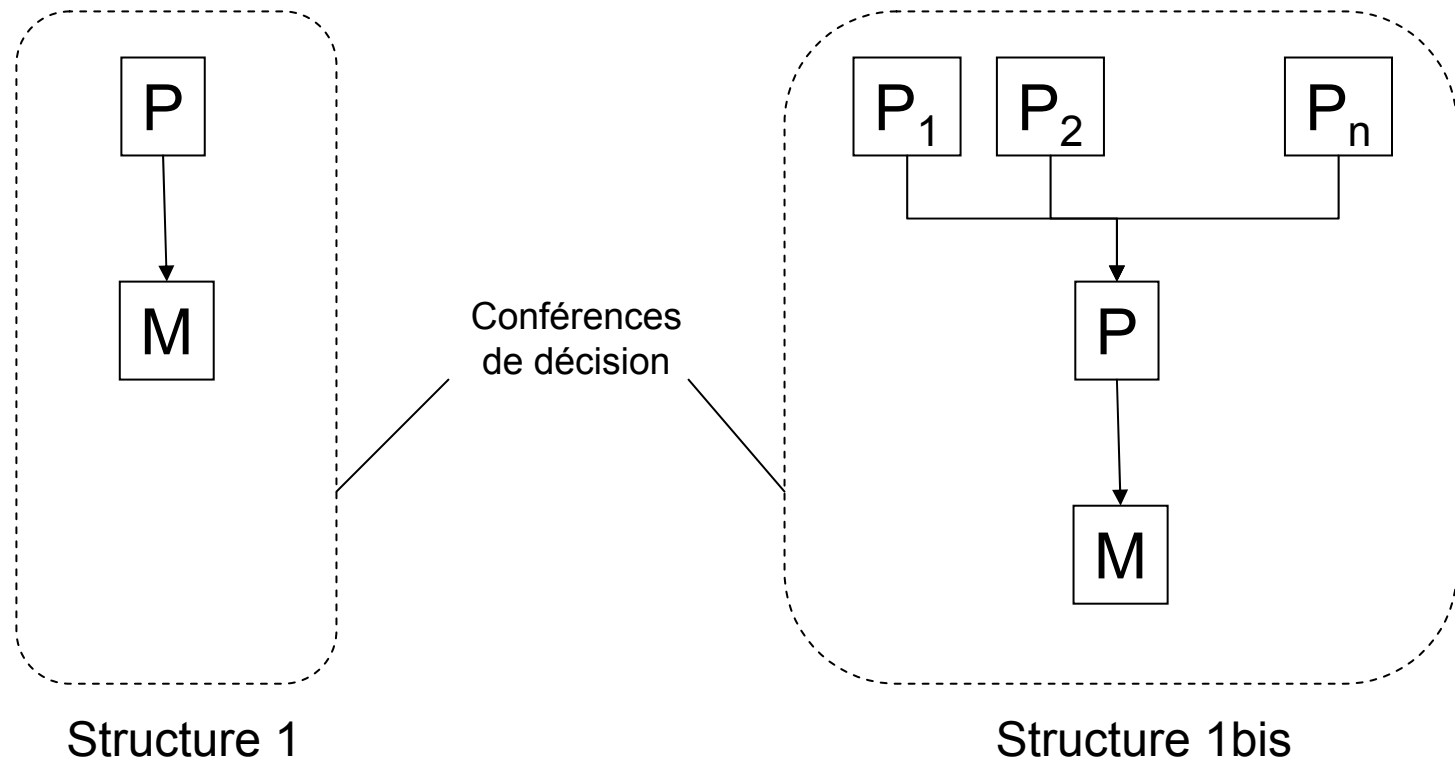 P
M
Structure 1
Conférences
de décision
P₁ P₂ Pₙ
P
M
Structure 1bis